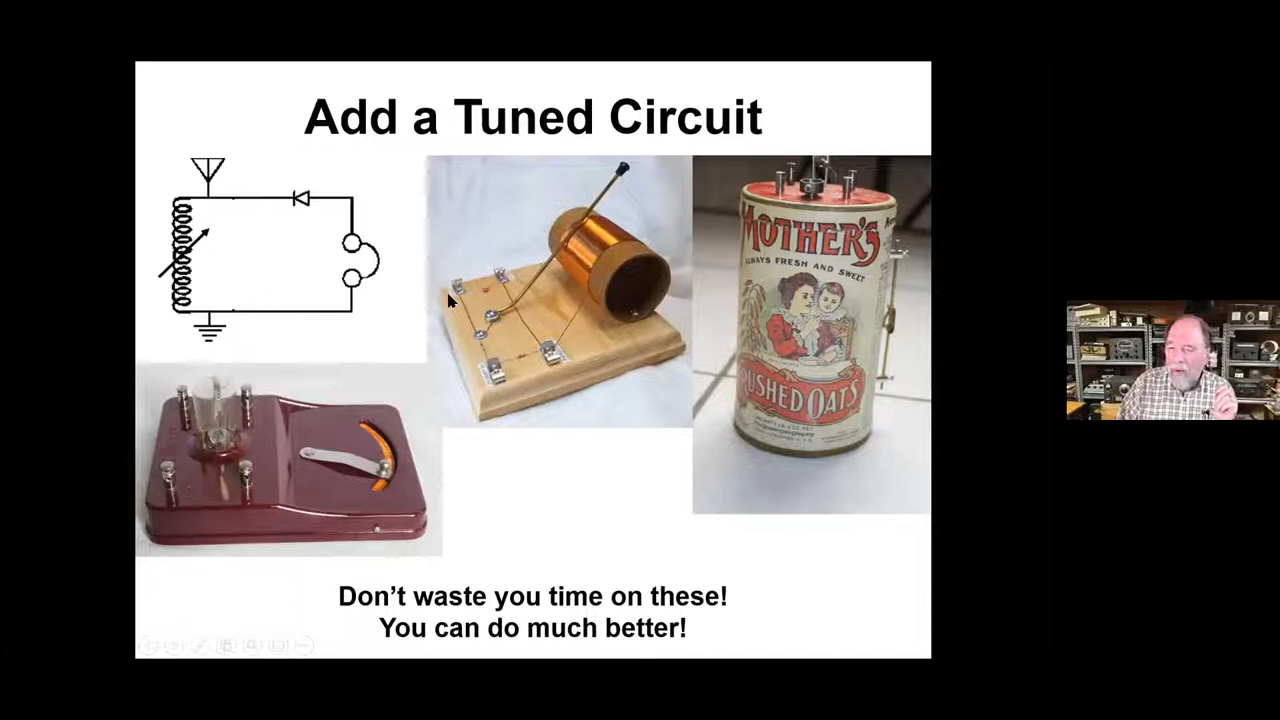 Add a Tuned Circuit
MOTHER'S
ALWAYS FRESH AND SWEET
RUSHED OATS
Don't waste you time on these!
You can do much better!